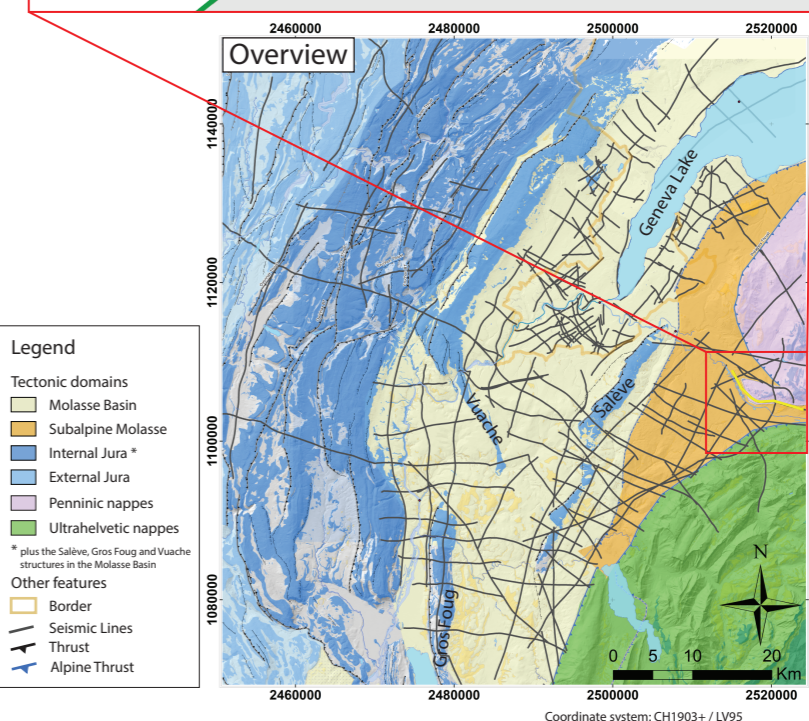 2460000 2480000 2500000 2520000
Overview
1140000
Geneva Lake
1120000
Legend
Tectonic domains
Molasse Basin
Subalpine Molasse
Internal Jura *
External Jura
Penninic nappes
Ultrahelvetic nappes
* plus the Salève, Gros Foug and Vuache
structures in the Molasse Basin
Other features
Border
Seismic Lines
Thrust
Alpine Thrust
Vuache
Salève
1100000
N
1080000
Gros Foug
0 5 10 20
Km
2460000 2480000 2500000 2520000
Coordinate system: CH1903+ / LV95